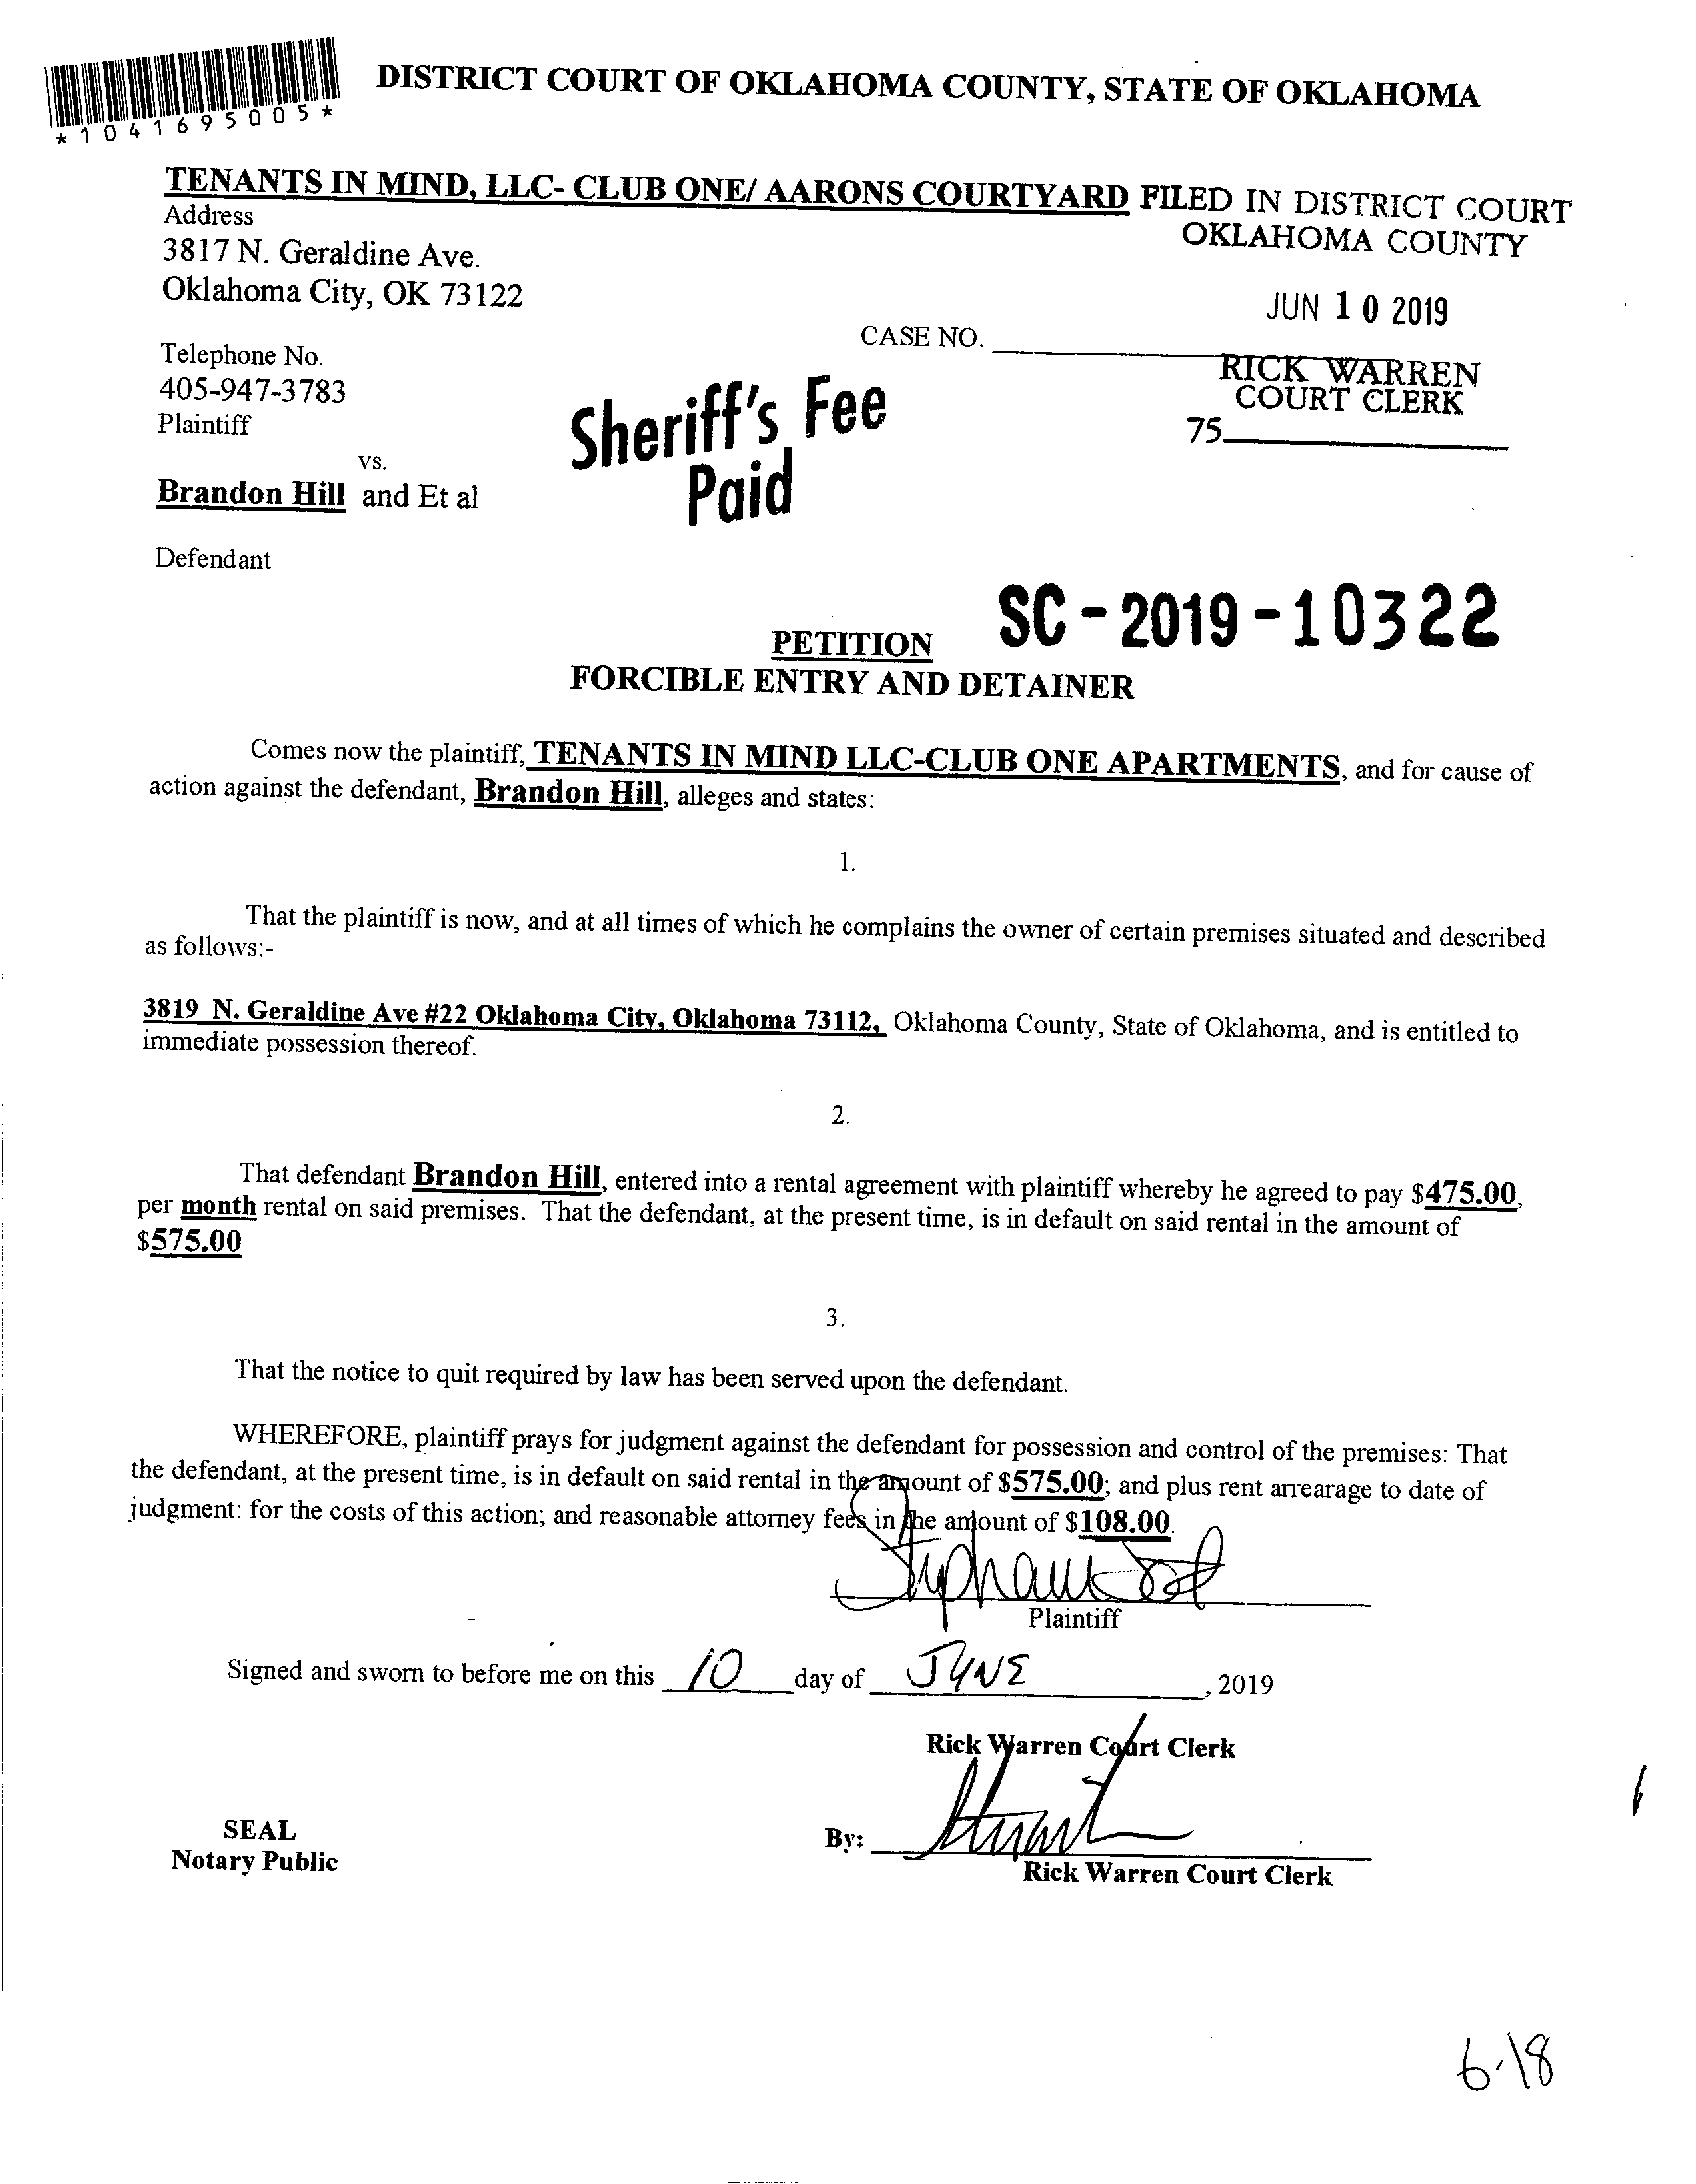 *1041695005*
DISTRICT COURT OF OKLAHOMA COUNTY, STATE OF OKLAHOMA
TENANTS IN MIND, LLC- CLUB ONE/ AARONS COURTYARD FILED IN DISTRICT COURT
OKLAHOMA COUNTY
Address
3817 N. Geraldine Ave.
Oklahoma City, OK 73122
JUN 10 2019
CASE NO.
Telephone No.
RICK WARREN
COURT CLERK
405-947-3783
Plaintiff
75
Sheriff's Fee
Paid
vs.
Brandon Hill and Et al
Defendant
SC-2019-10322
PETITION
FORCIBLE ENTRY AND DETAINER
Comes now the plaintiff, TENANTS IN MIND LLC-CLUB ONE APARTMENTS, and for cause of
action against the defendant, Brandon Hill, alleges and states:
1.
That the plaintiff is now, and at all times of which he complains the owner of certain premises situated and described
as follows:-
3819 N. Geraldine Ave #22 Oklahoma City, Oklahoma 73112, Oklahoma County, State of Oklahoma, and is entitled to
immediate possession thereof.
2.
That defendant Brandon Hill, entered into a rental agreement with plaintiff whereby he agreed to pay $475.00,
per month rental on said premises. That the defendant, at the present time, is in default on said rental in the amount of
$575.00
3.
That the notice to quit required by law has been served upon the defendant.
WHEREFORE, plaintiff prays for judgment against the defendant for possession and control of the premises: That
the defendant, at the present time, is in default on said rental in the amount of $575.00; and plus rent arrearage to date of
judgment: for the costs of this action; and reasonable attorney fees in the amount of $108.00.
Plaintiff
Signed and sworn to before me on this 10 day of JUNE, 2019
Rick Warren Court Clerk
SEAL
Notary Public
By:
Rick Warren Court Clerk
6-18